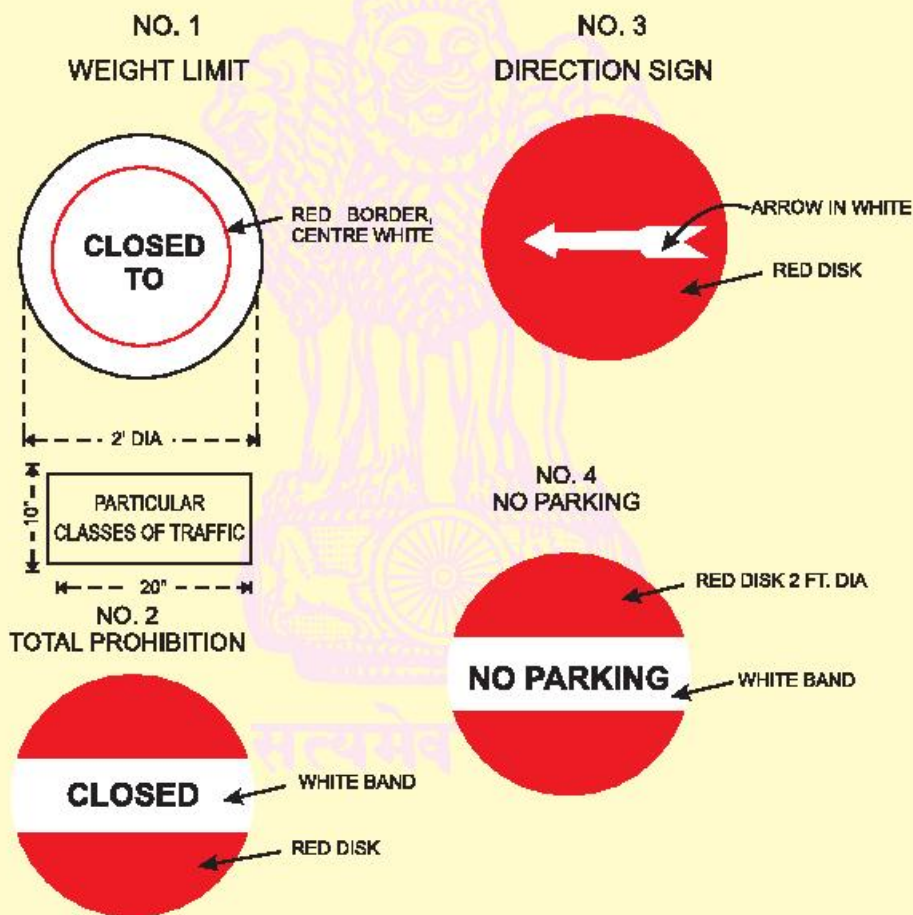 NO. 1
WEIGHT LIMIT
CLOSED
TO
RED BORDER,
CENTRE WHITE
2' DIA
10"
PARTICULAR
CLASSES OF TRAFFIC
20"
NO. 2
TOTAL PROHIBITION
CLOSED
WHITE BAND
RED DISK
NO. 3
DIRECTION SIGN
ARROW IN WHITE
RED DISK
NO. 4
NO PARKING
RED DISK 2 FT. DIA
NO PARKING
WHITE BAND
सत्यमेव